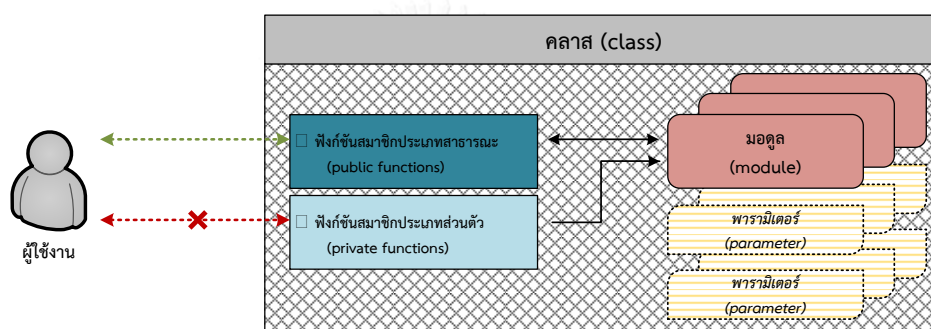 คลาส (class)
ฟังก์ชันสมาชิกประเภทสาธารณะ
(public functions)
มอดูล
(module)
ฟังก์ชันสมาชิกประเภทส่วนตัว
(private functions)
พารามิเตอร์
(parameter)
พารามิเตอร์
(parameter)
ผู้ใช้งาน